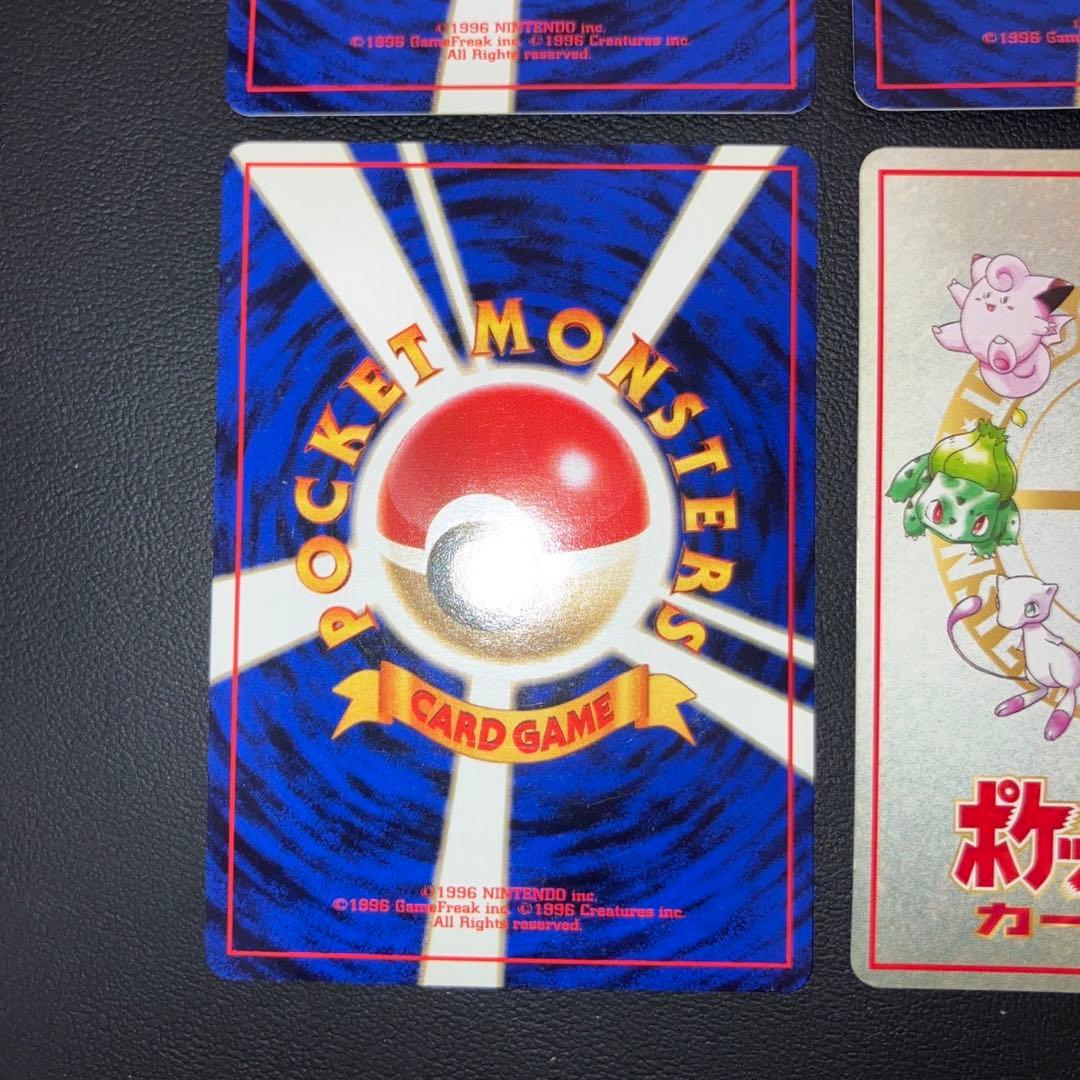 ©1996 NINTENDO inc.
©1996 GameFreak inc. ©1996 Creatures inc.
All Rights reserved.
©1996
POCKET MONSTERS
CARD GAME
©1996 NINTENDO inc.
©1996 GameFreak inc. ©1996 Creatures inc.
All Rights reserved.
ポケッ
カー